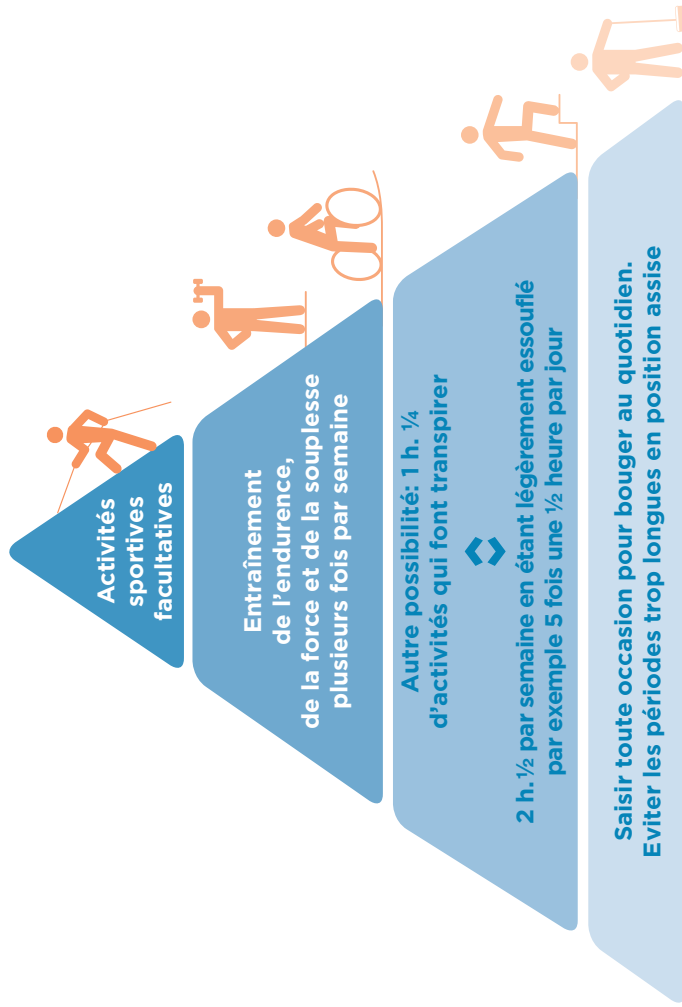 Activités
sportives
facultatives
Entraînement
de l'endurence,
de la force et de la souplesse
plusieurs fois par semaine
Autre possibilité: 1 h. ¼
d'activités qui font transpirer
2 h.½ par semaine en étant légèrement essouflé
par exemple 5 fois une ½ heure par jour
Saisir toute occasion pour bouger au quotidien.
Eviter les périodes trop longues en position assise